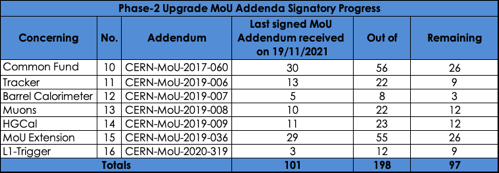 Phase-2 Upgrade MoU Addenda Signatory Progress
Concerning No. Addendum Last signed MoU Addendum received on 19/11/2021 Out of Remaining
Common Fund 10 CERN-MoU-2017-060 30 56 26
Tracker 11 CERN-MoU-2019-006 13 22 9
Barrel Calorimeter 12 CERN-MoU-2019-007 5 8 3
Muons 13 CERN-MoU-2019-008 10 22 12
HGCal 14 CERN-MoU-2019-009 11 23 12
MoU Extension 15 CERN-MoU-2019-036 29 55 26
L1-Trigger 16 CERN-MoU-2020-319 3 12 9
Totals 101 198 97